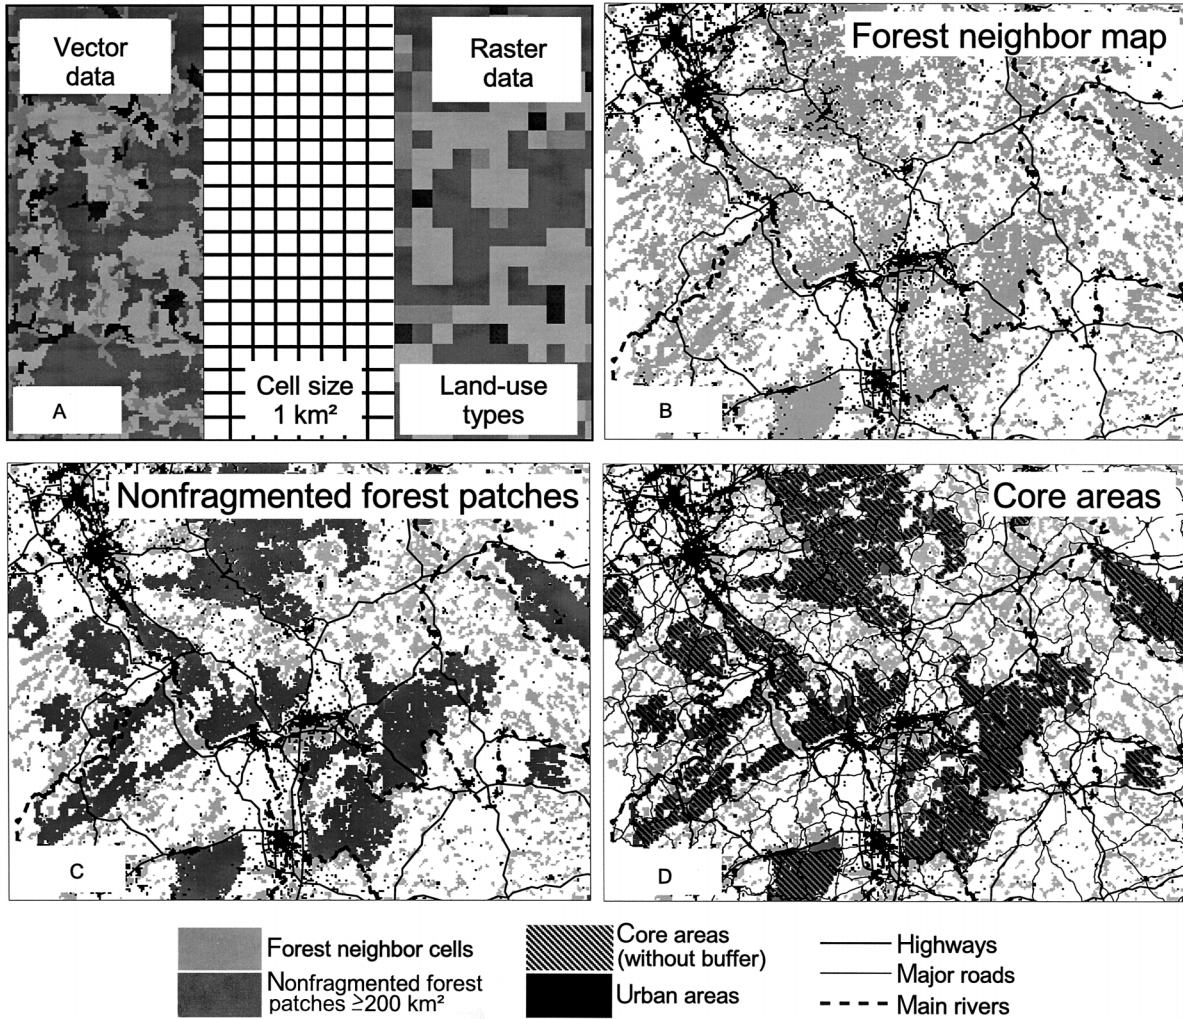 Vector
data
Raster
data
Cell size
1 km²
Land-use
types
A
Forest neighbor map
B
Nonfragmented forest patches
C
Core areas
D
Forest neighbor cells
Nonfragmented forest
patches ≥200 km²
Core areas
(without buffer)
Urban areas
Highways
Major roads
Main rivers